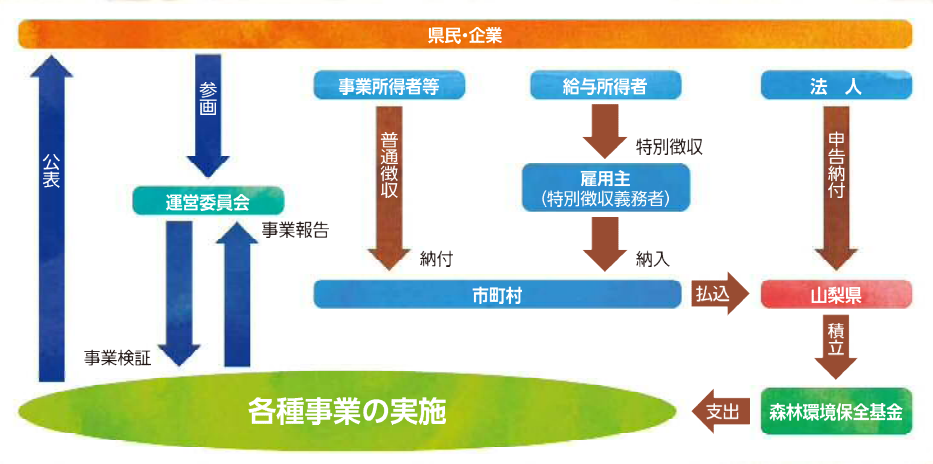 県民・企業
公表
参画
運営委員会
事業報告
事業検証
事業所得者等
普通徴収
納付
給与所得者
特別徴収
雇用主
(特別徴収義務者)
納入
法 人
申告納付
市町村
払込
山梨県
積立
森林環境保全基金
支出
各種事業の実施